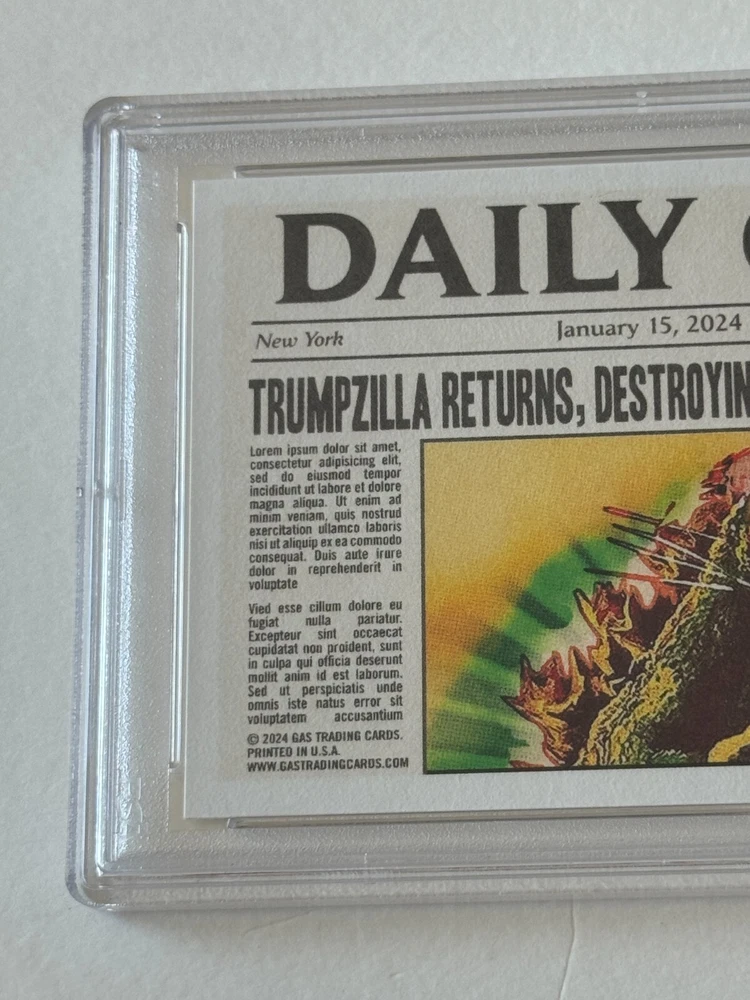 DAILY
New York
January 15, 2024
TRUMPZILLA RETURNS, DESTROYIN
Lorem ipsum dolor sit amet,
consectetur adipisicing elit,
sed do eiusmod tempor
incididunt ut labore et dolore
magna aliqua. Ut enim ad
minim veniam, quis nostrud
exercitation ullamco laboris
nisi ut aliquip ex ea commodo
consequat. Duis aute irure
dolor in reprehenderit in
voluptate
Vied esse cillum dolore eu
fugiat nulla pariatur.
Excepteur sint occaecat
cupidatat non proident, sunt
in culpa qui officia deserunt
mollit anim id est laborum.
Sed ut perspiciatis unde
omnis iste natus error sit
voluptatem accusantium
© 2024 GAS TRADING CARDS.
PRINTED IN U.S.A.
WWW.GASTRADINGCARDS.COM